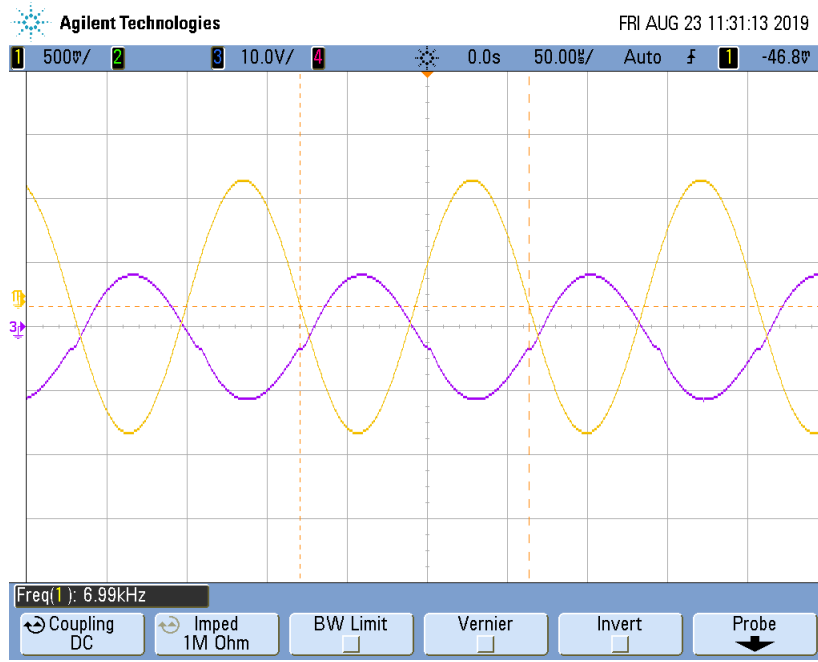 Agilent Technologies FRI AUG 23 11:31:13 2019
1 500mV/ 2 3 10.0V/ 4 0.0s 50.00µs/ Auto 1 -46.8mV
3
Freq(1): 6.99kHz
Coupling Imped BW Limit Vernier Invert Probe
DC 1M Ohm